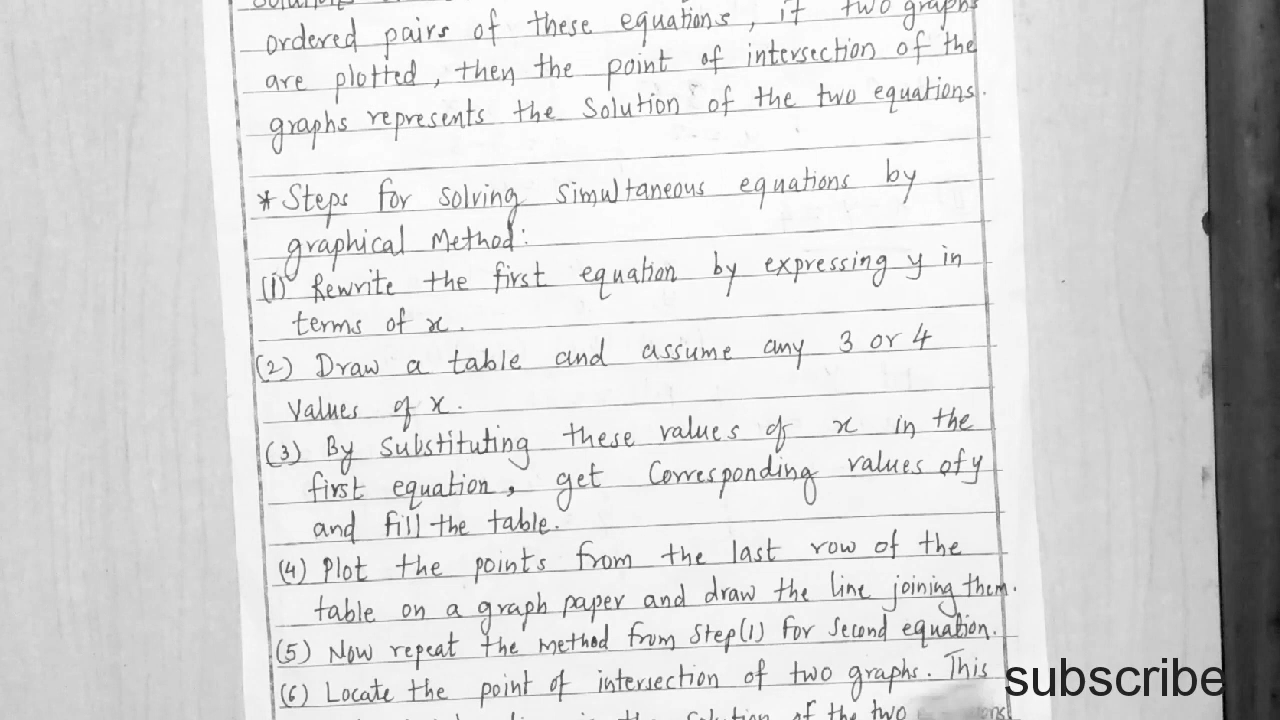 ordered pairs of these equations, if two graphs
are plotted, then the point of intersection of the
graphs represents the Solution of the two equations.
* Steps for solving Simultaneous equations by
graphical Method:
(1) Rewrite the first equation by expressing y in
terms of x.
(2) Draw a table and assume any 3 or 4
Values of x.
(3) By Substituting these values of x in the
first equation, get Corresponding values of y
and fill the table.
(4) Plot the points from the last row of the
table on a graph paper and draw the line joining them.
(5) Now repeat the method from Step(1) for Second equation.
(6) Locate the point of intersection of two graphs. This
subscribe
of the two